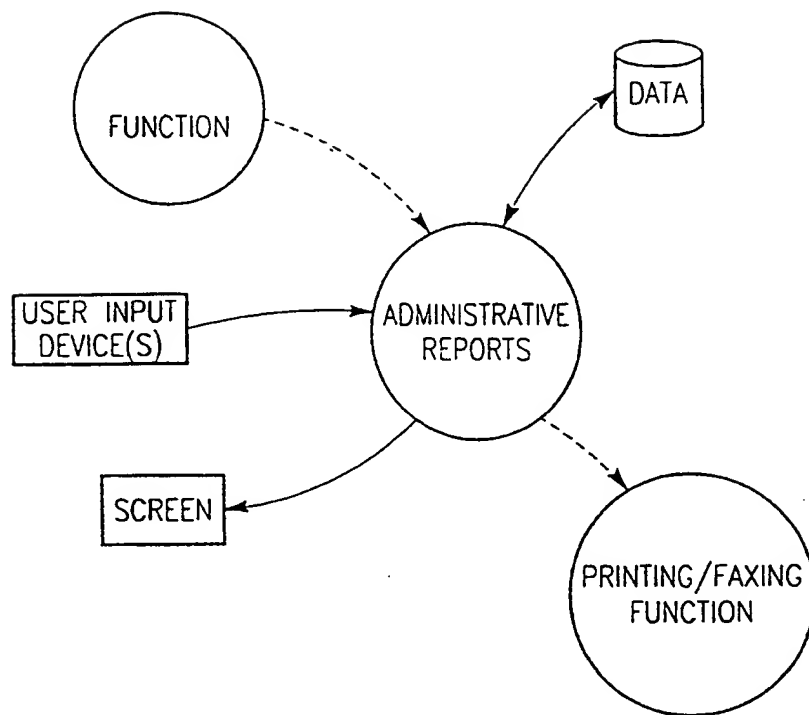 FUNCTION
DATA
USER INPUT
DEVICE(S)
ADMINISTRATIVE
REPORTS
SCREEN
PRINTING/FAXING
FUNCTION